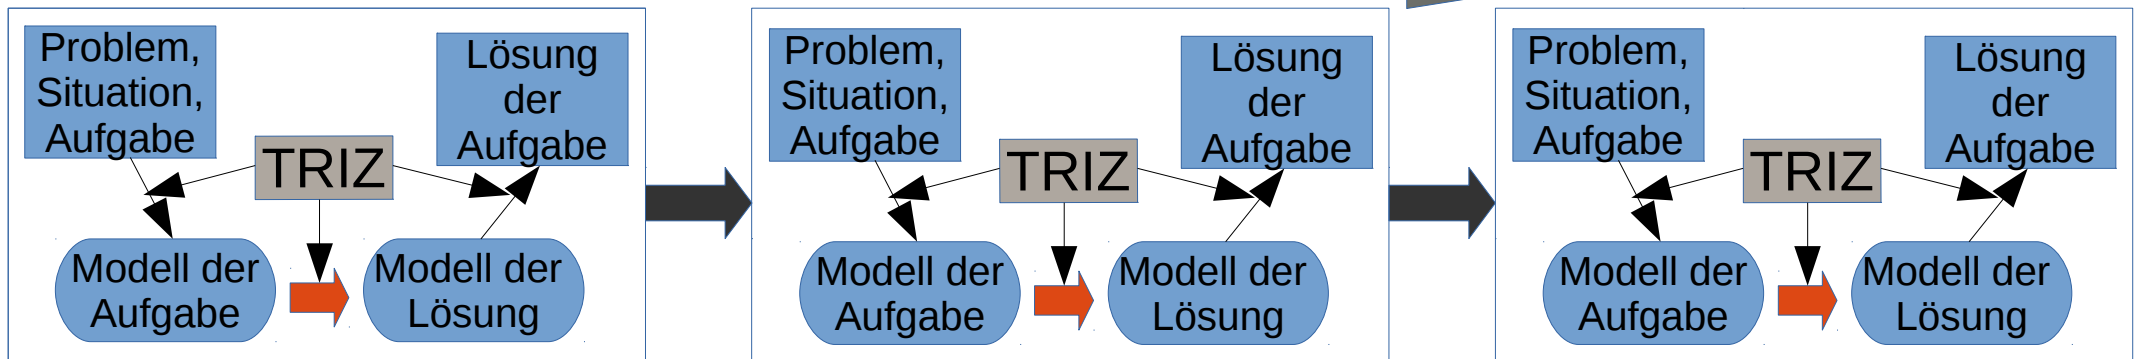 Problem,
Situation,
Aufgabe
Lösung
der
Aufgabe
TRIZ
Modell der
Aufgabe
Modell der
Lösung
Problem,
Situation,
Aufgabe
Lösung
der
Aufgabe
TRIZ
Modell der
Aufgabe
Modell der
Lösung
Problem,
Situation,
Aufgabe
Lösung
der
Aufgabe
TRIZ
Modell der
Aufgabe
Modell der
Lösung